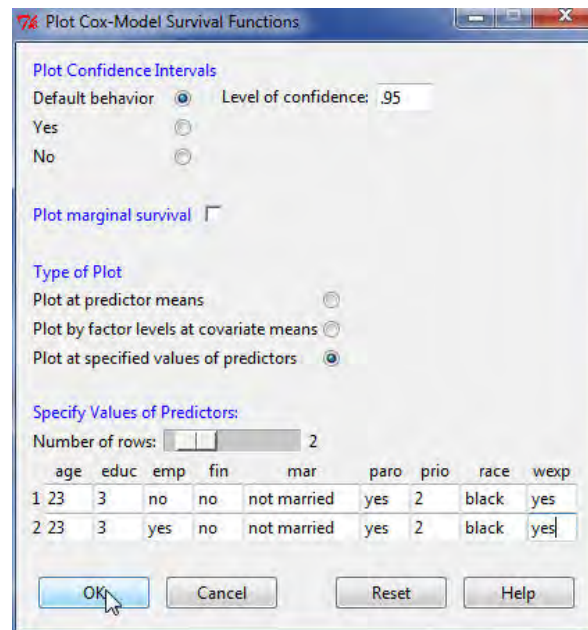 Plot Cox-Model Survival Functions
Plot Confidence Intervals
Default behavior Level of confidence: .95
Yes
No
Plot marginal survival
Type of Plot
Plot at predictor means
Plot by factor levels at covariate means
Plot at specified values of predictors
Specify Values of Predictors:
Number of rows: 2
age educ emp fin mar paro prio race wexp
1 23 3 no no not married yes 2 black yes
2 23 3 yes no not married yes 2 black yes
OK Cancel Reset Help